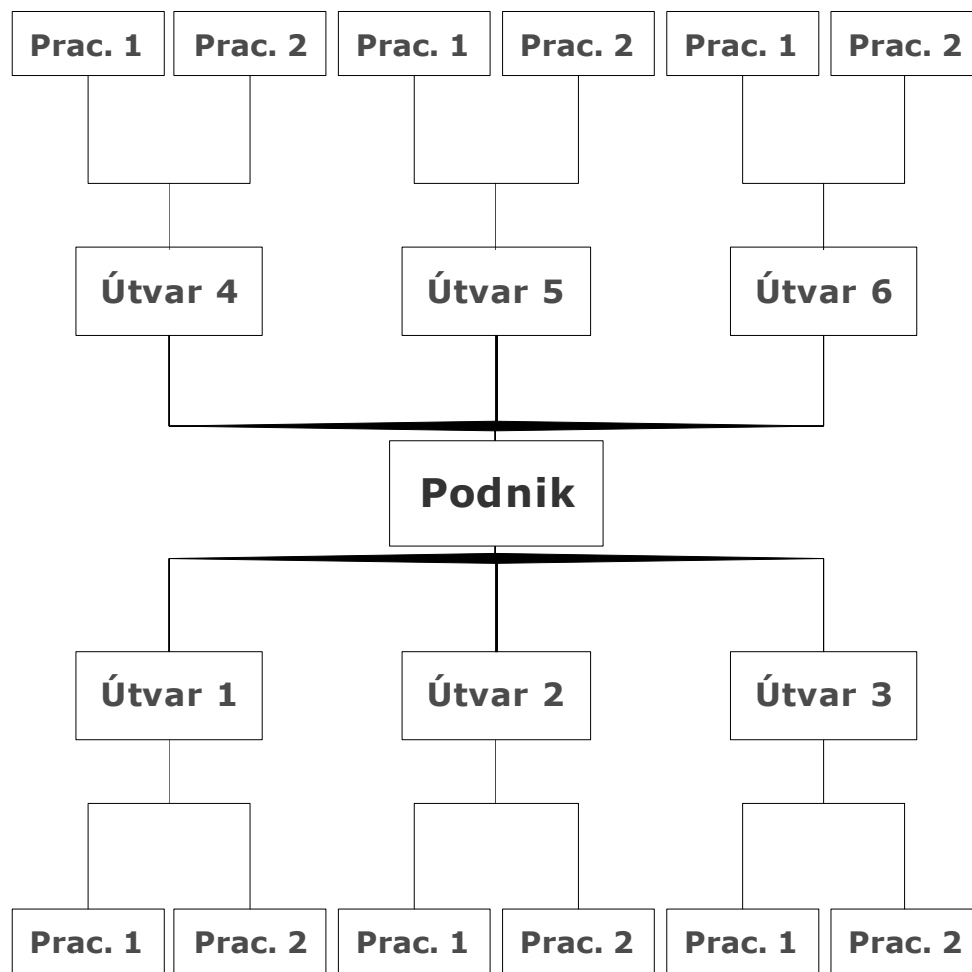 Prac. 1 Prac. 2 Prac. 1 Prac. 2 Prac. 1 Prac. 2
Útvar 4 Útvar 5 Útvar 6
Podnik
Útvar 1 Útvar 2 Útvar 3
Prac. 1 Prac. 2 Prac. 1 Prac. 2 Prac. 1 Prac. 2